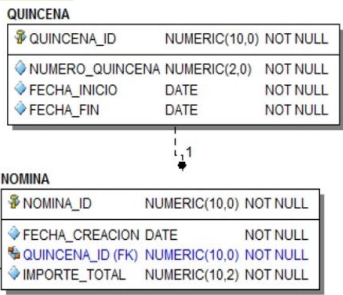 QUINCENA
QUINCENA_ID NUMERIC(10,0) NOT NULL
NUMERO_QUINCENA NUMERIC(2,0) NOT NULL
FECHA_INICIO DATE NOT NULL
FECHA_FIN DATE NOT NULL
1
NOMINA
NOMINA_ID NUMERIC(10,0) NOT NULL
FECHA_CREACION DATE NOT NULL
QUINCENA_ID (FK) NUMERIC(10,0) NOT NULL
IMPORTE_TOTAL NUMERIC(10,2) NOT NULL